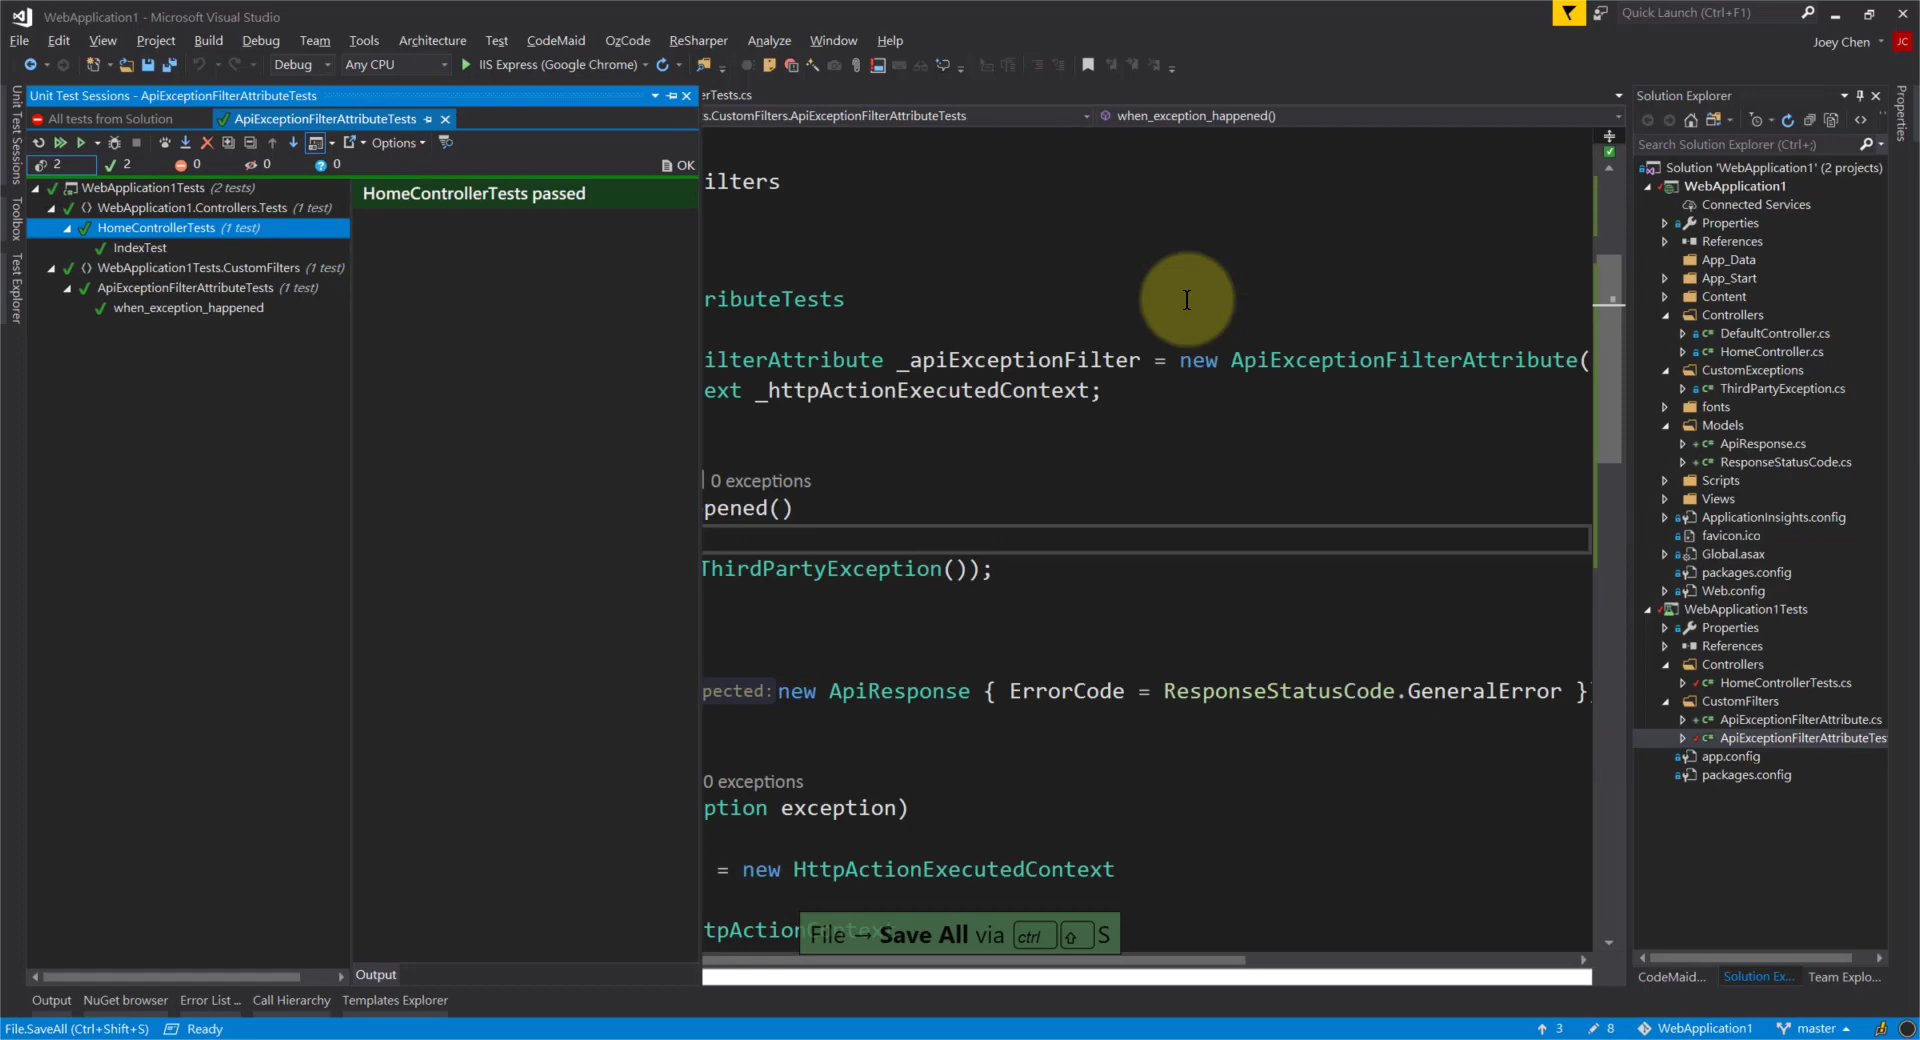 WebApplication1 - Microsoft Visual Studio
Quick Launch (Ctrl+F1)
File Edit View Project Build Debug Team Tools Architecture Test CodeMaid OzCode ReSharper Analyze Window Help
Joey Chen JC
Debug Any CPU IIS Express (Google Chrome)
Unit Test Sessions - ApiExceptionFilterAttributeTests
All tests from Solution
ApiExceptionFilterAttributeTests
Options
2 2 0 0 0 OK
WebApplication1Tests (2 tests)
WebApplication1.Controllers.Tests (1 test)
HomeControllerTests (1 test)
IndexTest
WebApplication1Tests.CustomFilters (1 test)
ApiExceptionFilterAttributeTests (1 test)
when_exception_happened
HomeControllerTests passed
Output
Unit Test Sessions
Toolbox
Test Explorer
erTests.cs
s.CustomFilters.ApiExceptionFilterAttributeTests
when_exception_happened()
ilters
ributeTests
ilterAttribute _apiExceptionFilter = new ApiExceptionFilterAttribute(
ext _httpActionExecutedContext;
| 0 exceptions
pened()
ThirdPartyException());
pected: new ApiResponse { ErrorCode = ResponseStatusCode.GeneralError })
0 exceptions
ption exception)
= new HttpActionExecutedContext
tpActionContext
File → Save All via ctrl ⇧ S
Solution Explorer
Search Solution Explorer (Ctrl+;)
Solution 'WebApplication1' (2 projects)
WebApplication1
Connected Services
Properties
References
App_Data
App_Start
Content
Controllers
DefaultController.cs
HomeController.cs
CustomExceptions
ThirdPartyException.cs
fonts
Models
ApiResponse.cs
ResponseStatusCode.cs
Scripts
Views
ApplicationInsights.config
favicon.ico
Global.asax
packages.config
Web.config
WebApplication1Tests
Properties
References
Controllers
HomeControllerTests.cs
CustomFilters
ApiExceptionFilterAttribute.cs
ApiExceptionFilterAttributeTes
app.config
packages.config
CodeMaid... Solution Ex... Team Explo...
Properties
Output NuGet browser Error List ... Call Hierarchy Templates Explorer
File.SaveAll (Ctrl+Shift+S) Ready
3 8 WebApplication1 master